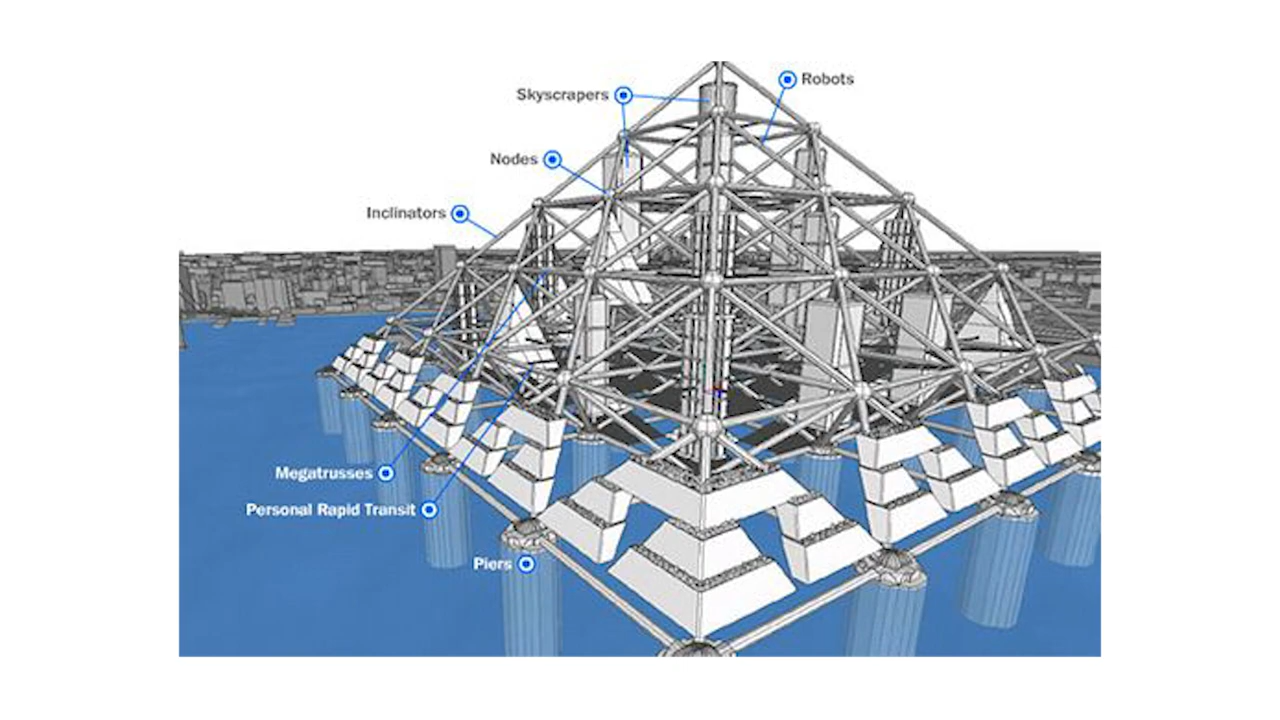 Skyscrapers
Robots
Nodes
Inclinators
Megatrusses
Personal Rapid Transit
Piers